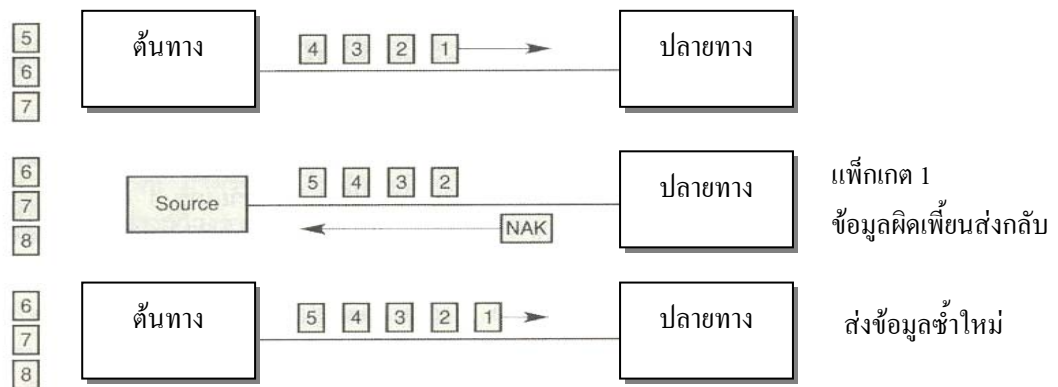 5
6
7
ต้นทาง
4 3 2 1
ปลายทาง
6
7
8
Source
5 4 3 2
NAK
ปลายทาง
แพ็กเกต 1
ข้อมูลผิดเพี้ยนส่งกลับ
6
7
8
ต้นทาง
5 4 3 2 1
ปลายทาง
ส่งข้อมูลซ้ำใหม่